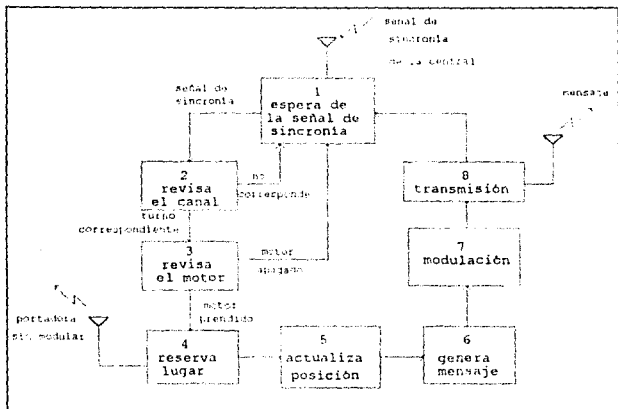 señal de
sincronía
de la central
señal de
sincronía
1
espera de
la señal de
sincronía
mensaje
2
revisa
el canal
no
corresponde
8
transmisión
turno
correspondiente
3
revisa
el motor
motor
apagado
7
modulación
motor
prendido
portadora
sin modular
4
reserva
lugar
5
actualiza
posición
6
genera
mensaje